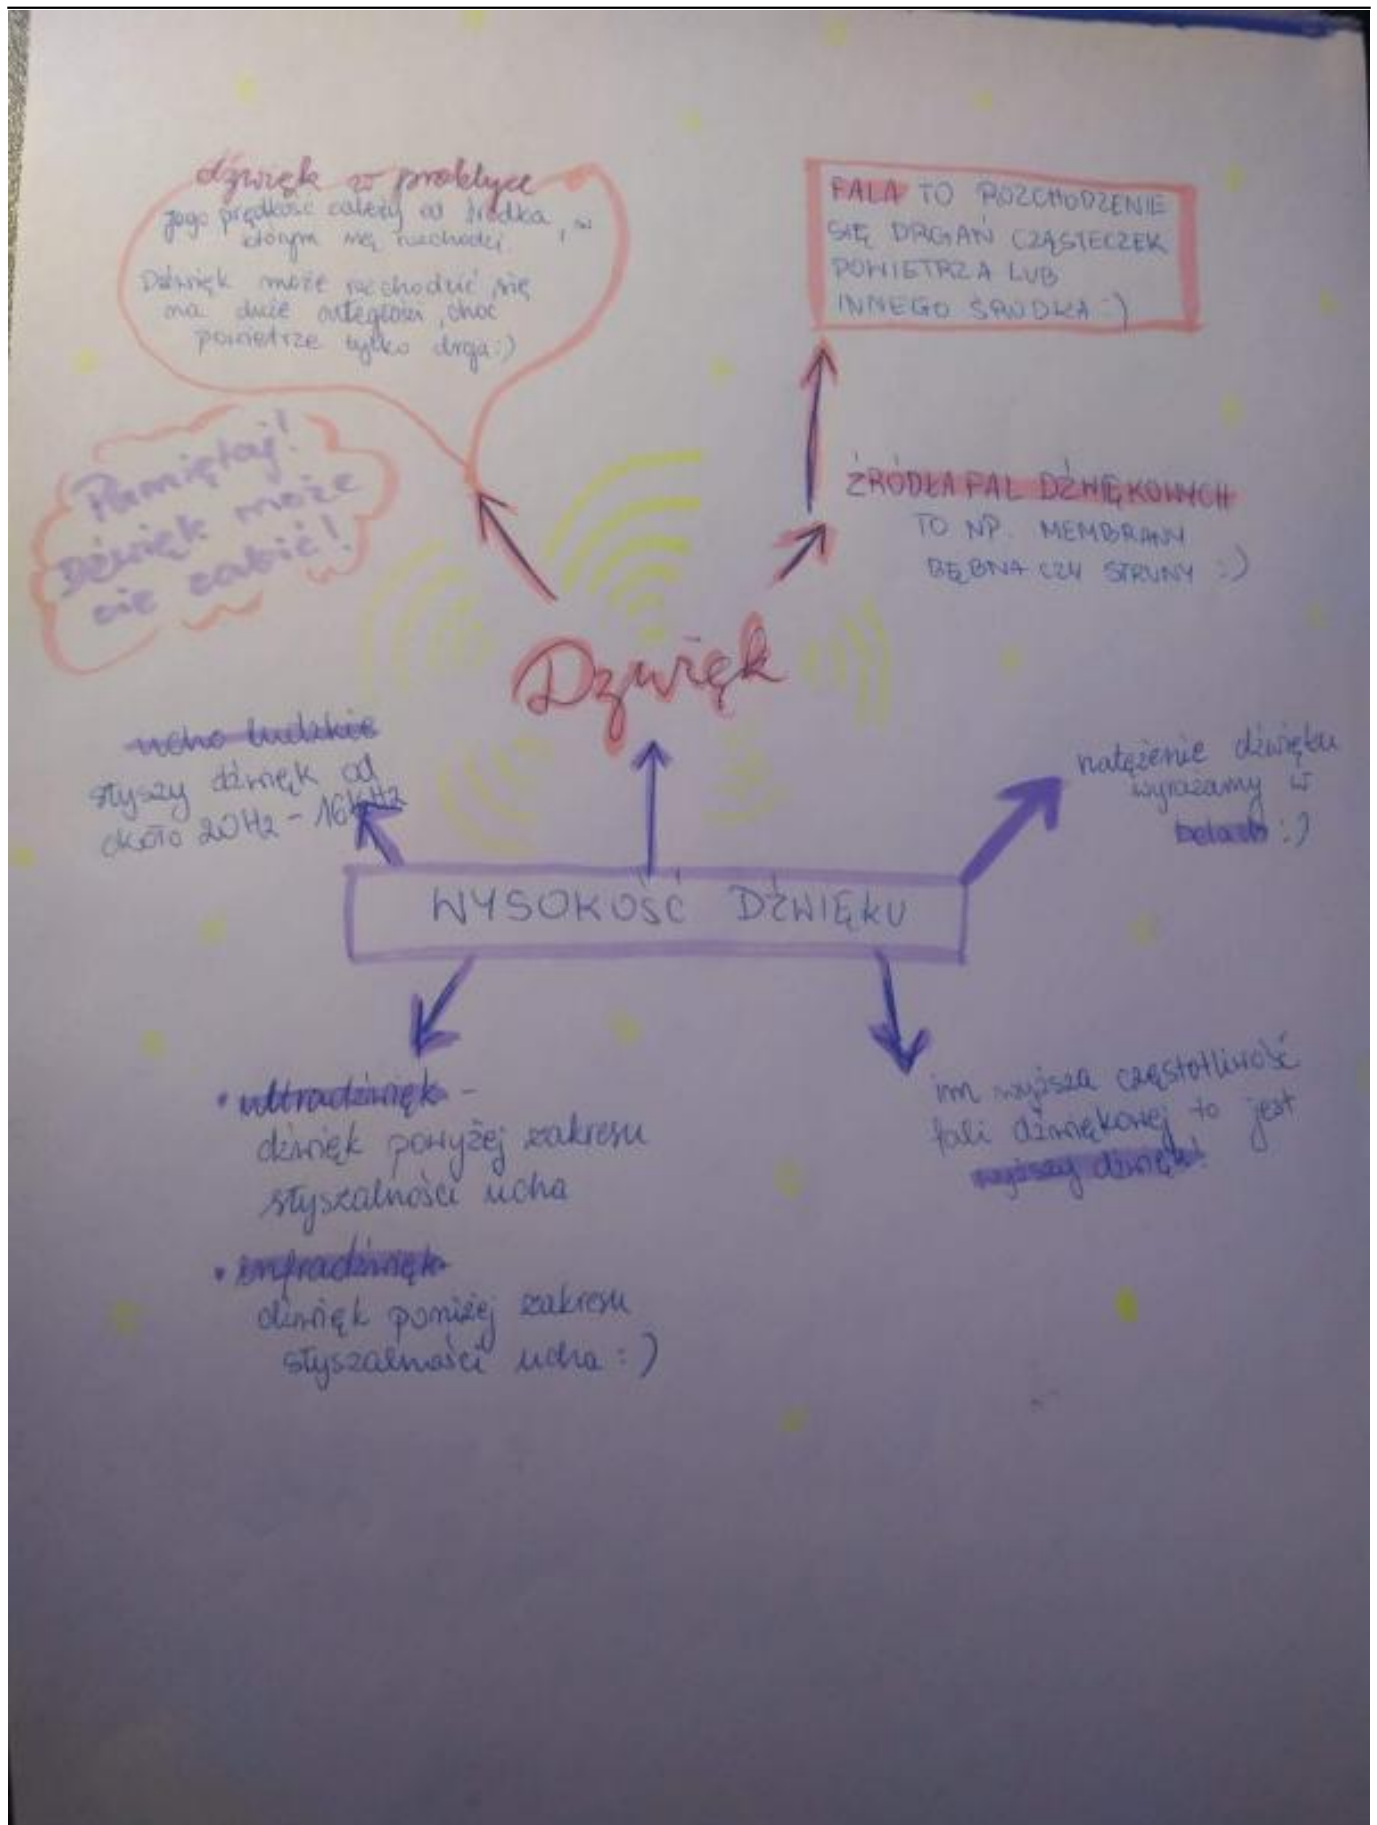 dźwięk w praktyce
jego prędkość zależy od środka, w
którym się rozchodzi
Dźwięk może rozchodzić się
na duże odległości, choć
powietrze tylko drga:)
FALA TO ROZCHODZENIE
SIĘ DRGAŃ CZĄSTECZEK
POWIETRZA LUB
INNEGO ŚRODKA :)
Pamiętaj!
Dźwięk może
cię zabić!
ŹRÓDŁA FAL DŹWIĘKOWYCH
TO NP. MEMBRANY
BĘBNA CZY STRUNY :)
Dźwięk
ucho ludzkie
słyszy dźwięk od
około 20Hz - 16kHz
natężenie dźwięku
wyrażamy w
belach :)
WYSOKOŚĆ DŹWIĘKU
• ultradźwięk -
dźwięk powyżej zakresu
słyszalności ucha
• infradźwięk
dźwięk poniżej zakresu
słyszalności ucha : )
im wyższa częstotliwość
fali dźwiękowej to jest
wyższy dźwięk!